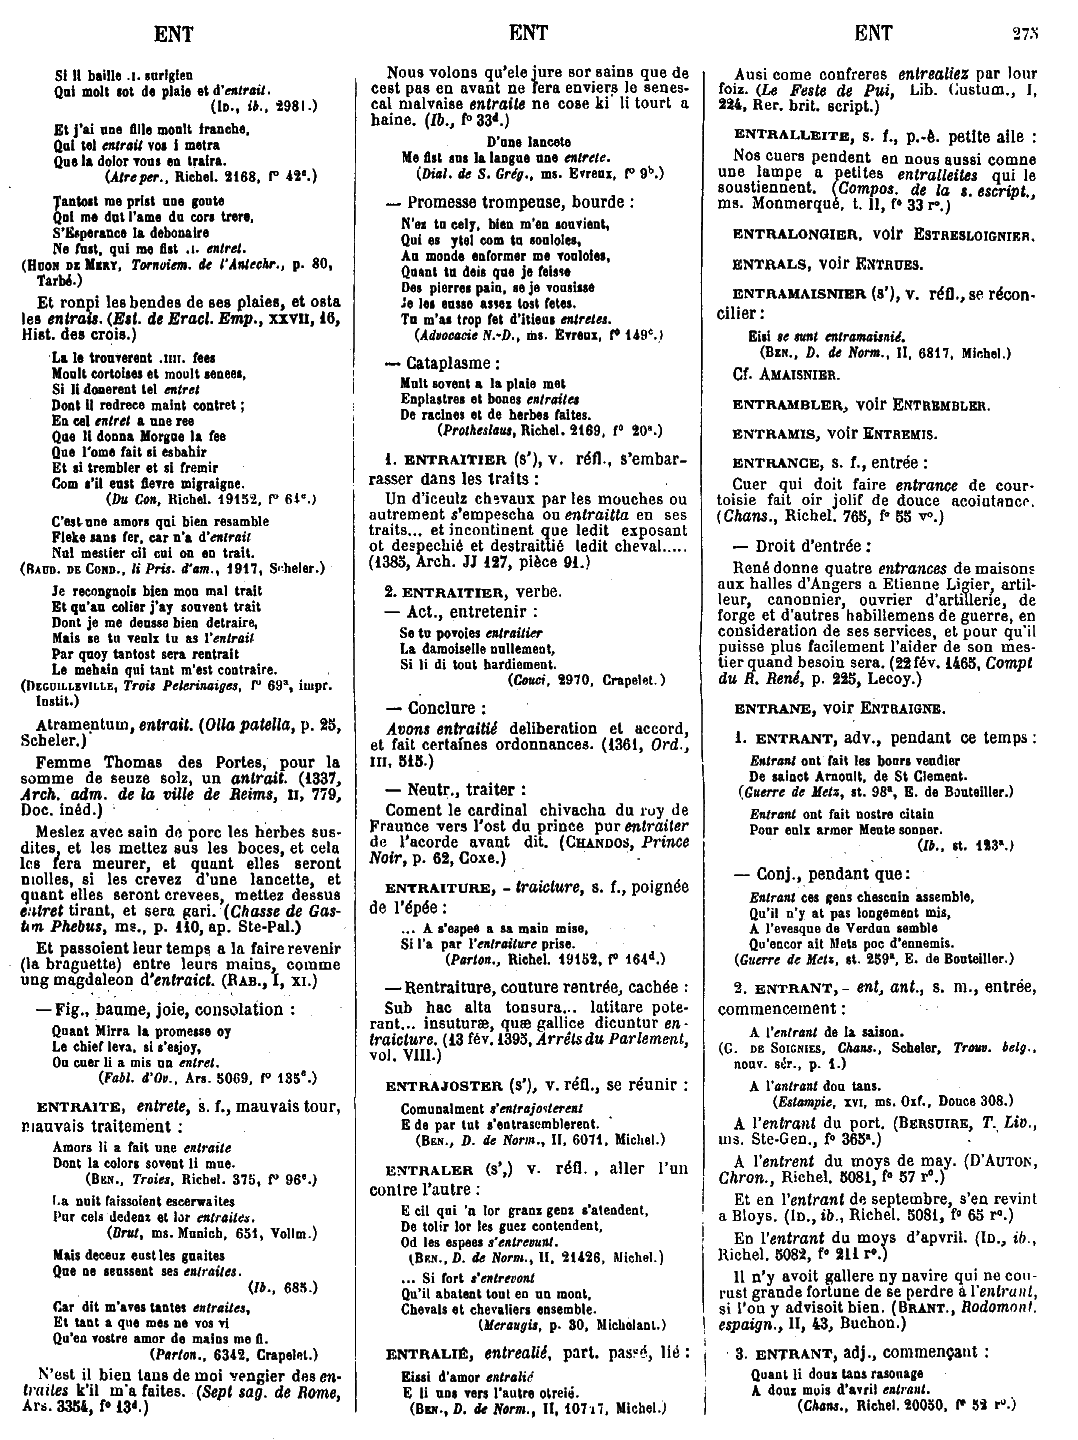 ENT
ENT
ENT
275
Si li baille .I. surigien
Qui molt sot de plaie et d'entrait.
(ID., ib., 2981.)
Et j'ai une fille moult franche,
Qui tel entrait vos i metra
Que la dolor vous en traira.
(Atre per., Richel. 2168, f° 42ª.)
Tantost me prist une goute
Qui me dut l'ame du cors trere,
S'Esperance la debonaire
Ne fust, qui me fist .I. entret.
(HUON DE MERY, Tornoiem. de l'Antechr., p. 80,
Tarbé.)
Et ronpi les bendes de ses plaies, et osta
les entrais. (Est. de Eracl. Emp., XXVII, 16,
Hist. des crois.)
La le trouverent .IIII. fees
Moult cortoises et moult senees,
Si li donerent tel entret
Dont il redrece maint contret ;
En cel entret a une ree
Que li donna Morgue la fee
Que l'ome fait si esbahir
Et si trembler et si fremir
Com s'il eust fievre migraigne.
(Du Con, Richel. 19152, f° 61ᶜ.)
C'est une amors qui bien resamble
Fleke sans fer, car n'a d'entrait
Nul mestier cil cui on en trait.
(BAUD. DE COND., li Pris. d'am., 1917, Scheler.)
Je recongnois bien mon mal trait
Et qu'au colier j'ay souvent trait
Dont je me deusse bien detraire,
Mais se tu veulx tu as l'entrait
Par quoy tantost sera rentrait
Le mehain qui tant m'est contraire.
(DEGUILLEVILLE, Trois Pelerinaiges, f° 69ª, impr.
Instit.)
Atramentum, entrait. (Olla patella, p. 25,
Scheler.)
Femme Thomas des Portes, pour la
somme de seuze solz, un antrait. (1337,
Arch. adm. de la ville de Reims, II, 779,
Doc. inéd.)
Meslez avec sain de porc les herbes sus-
dites, et les mettez sus les boces, et cela
les fera meurer, et quant elles seront
molles, si les crevez d'une lancette, et
quant elles seront crevees, mettez dessus
entret tirant, et sera gari. (Chasse de Gas-
ton Phebus, ms., p. 110, ap. Ste-Pal.)
Et passoient leur temps a la faire revenir
(la braguette) entre leurs mains, comme
ung magdaleon d'entraict. (RAB., I, XI.)
— Fig., baume, joie, consolation :
Quant Mirra la promesse oy
Le chief leva, si s'esjoy,
Ou cuer li a mis un entret.
(Fabl. d'Ov., Ars. 5069, f° 135ᵉ.)
ENTRAITE, entrete, s. f., mauvais tour,
mauvais traitement :
Amors li a fait une entraite
Dont la colors sovent li mue.
(BEN., Troies, Richel. 375, f° 96ᵉ.)
La nuit faissoient escerwaites
Par cels dedenz et lor entraites.
(Brut, ms. Munich, 651, Vollm.)
Mais deceux eust les guaites
Que ne seussent ses entraites.
(Ib., 685.)
Car dit m'aves tantes entraites,
Et tant a que mes ne vos vi
Qu'en vostre amor de mains me fi.
(Parton., 6342, Crapelet.)
N'est il bien tans de moi vengier des en-
traites k'il m'a faites. (Sept sag. de Rome,
Ars. 3354, f° 13ᵈ.)
Nous volons qu'ele jure sor sains que de
cest pas en avant ne fera enviers le senes-
cal malvaise entraite ne cose ki li tourt a
haine. (Ib., f° 33ᵈ.)
D'une lancete
Me fist sus la langue une entrete.
(Dial. de S. Grég., ms. Evreux, f° 9ᵇ.)
— Promesse trompeuse, bourde :
N'ez tu cely, bien m'en souvient,
Qui es ytel com tu souloies,
Au monde enformer me vouloies,
Quant tu deis que je feisse
Des pierres pain, se je vousisse
Je les eusse assez tost fetes.
Tu m'as trop fet d'itieus entretes.
(Advocacie N.-D., ms. Evreux, f° 149ᶜ.)
— Cataplasme :
Mult sovent a la plaie met
Enplastres et bones entraites
De racines et de herbes faites.
(Protheslaus, Richel. 2169, f° 20ª.)
1. ENTRAITIER (S'), v. réfl., s'embar-
rasser dans les traits :
Un d'iceulz chevaux par les mouches ou
autrement s'empescha ou entraitta en ses
traits... et incontinent que ledit exposant
ot despechié et destraittié ledit cheval.....
(1385, Arch. JJ 127, pièce 91.)
2. ENTRAITIER, verbe.
— Act., entretenir :
Se tu povoies entraitier
La damoiselle nullement,
Si li di tout hardiement.
(Couci, 2970, Crapelet.)
— Conclure :
Avons entraitié deliberation et accord,
et fait certaines ordonnances. (1361, Ord.,
III, 515.)
— Neutr., traiter :
Coment le cardinal chivacha du roy de
Fraunce vers l'ost du prince pur entraiter
de l'acorde avant dit. (CHANDOS, Prince
Noir, p. 62, Coxe.)
ENTRAITURE, - traicture, s. f., poignée
de l'épée :
... A s'espee a sa main mise,
Si l'a par l'entraiture prise.
(Parton., Richel. 19152, f° 164ᵈ.)
— Rentraiture, couture rentrée, cachée :
Sub hac alta tonsura... latitare pote-
rant... insuturæ, quæ gallice dicuntur en-
traicture. (13 fév. 1395, Arrêts du Parlement,
vol. VIII.)
ENTRAJOSTER (s'), v. réfl., se réunir :
Comunalment s'entrajosterent
E de par tut s'entrasemblerent.
(BEN., D. de Norm., II, 6071, Michel.)
ENTRALER (s',) v. réfl. , aller l'un
contre l'autre :
E cil qui 'n lor granz genz s'atendent,
De tolir lor les guez contendent,
Od les espees s'entrevunt.
(BEN., D. de Norm., II, 21426, Michel.)
... Si fort s'entrevont
Qu'il abatent tout en un mont,
Chevals et chevaliers ensemble.
(Meraugis, p. 30, Michelant.)
ENTRALIÉ, entrealié, part. passé, lié :
Eissi d'amor entralié
E li uns vers l'autre otreié.
(BEN., D. de Norm., II, 10717, Michel.)
Ausi come confreres entrealiez par lour
foiz. (Le Feste de Pui, Lib. Custum., I,
224, Rer. brit. script.)
ENTRALLEITE, s. f., p.-ê. petite aile :
Nos cuers pendent en nous aussi comne
une lampe a petites entralleites qui le
soustiennent. (Compos. de la s. escript.,
ms. Monmerqué, t. II, f° 33 r°.)
ENTRALONGIER, voir ESTRESLOIGNIER.
ENTRALS, voir ENTRUES.
ENTRAMAISNIER (s'), v. réfl., se récon-
cilier :
Eisi se sunt entramaisnié.
(BEN., D. de Norm., II, 6817, Michel.)
Cf. AMAISNIER.
ENTRAMBLER, voir ENTREMBLER.
ENTRAMIS, voir ENTREMIS.
ENTRANCE, s. f., entrée :
Cuer qui doit faire entrance de cour-
toisie fait oir jolif de douce acointance.
(Chans., Richel. 765, f° 55 v°.)
— Droit d'entrée :
René donne quatre entrances de maisons
aux halles d'Angers a Etienne Ligier, artil-
leur, canonnier, ouvrier d'artillerie, de
forge et d'autres habillemens de guerre, en
consideration de ses services, et pour qu'il
puisse plus facilement l'aider de son mes-
tier quand besoin sera. (22 fév. 1465, Compt
du R. René, p. 225, Lecoy.)
ENTRANE, voir ENTRAIGNE.
1. ENTRANT, adv., pendant ce temps :
Entrant ont fait les bours vendier
De sainct Arnoult, de St Clement.
(Guerre de Metz, st. 98ª, E. de Bouteiller.)
Entrant ont fait nostre citain
Pour eulx armer Meute sonner.
(Ib., st. 123ª.)
— Conj., pendant que :
Entrant ces gens chescuin assemble,
Qu'il n'y at pas longement mis,
A l'evesque de Verdun semble
Qu'encor ait Mets poc d'ennemis.
(Guerre de Metz, st. 259ª, E. de Bouteiller.)
2. ENTRANT, - ent, ant., s. m., entrée,
commencement :
A l'entrant de la saison.
(G. DE SOIGNIES, Chans., Scheler, Trouv. belg.,
nouv. sér., p. 1.)
A l'antrant dou tans.
(Estampie, XVI, ms. Oxf., Douce 308.)
A l'entrant du port. (BERSUIRE, T. Liv.,
ms. Ste-Gen., f° 365ª.)
A l'entrent du moys de may. (D'AUTON,
Chron., Richel. 5081, f° 57 r°.)
Et en l'entrant de septembre, s'en revint
a Bloys. (ID., ib., Richel. 5081, f° 65 r°.)
En l'entrant du moys d'apvril. (ID., ib.,
Richel. 5082, f° 211 r°.)
Il n'y avoit gallere ny navire qui ne cou-
rust grande fortune de se perdre à l'entrant,
si l'on y advisoit bien. (BRANT., Rodomont.
espaign., II, 43, Buchon.)
3. ENTRANT, adj., commençant :
Quant li douz tans rasonage
A douz mois d'avril entrant.
(Chans., Richel. 20050, f° 52 r°.)